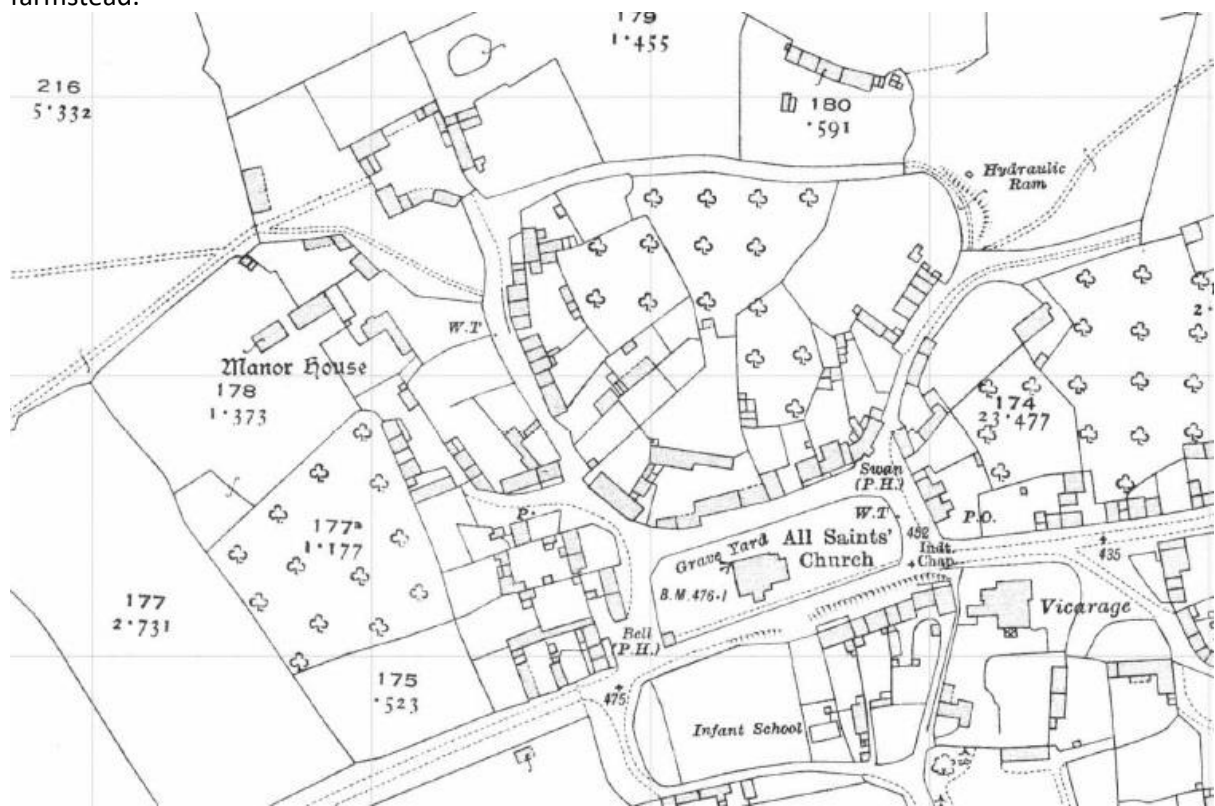 farmstead.
179
1·455
216
5·332
180
·591
Hydraulic
Ram
W.T
Manor House
178
1·373
174
23·477
2·
Swan
(P.H.)
W.T.
P.O.
P.
177ª
1·177
Grave Yard
All Saints'
Church
452
Indt.
Chap.
435
177
2·731
B.M. 476·1
Vicarage
Bell
(P.H.)
175
·523
475
Infant School